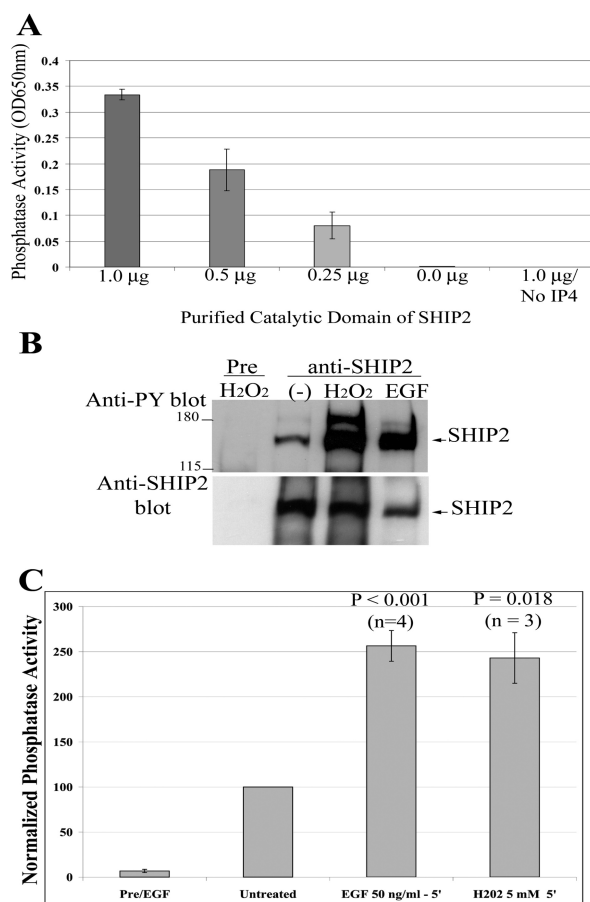 A
Phosphatase Activity (OD650nm)
0.4
0.35
0.3
0.25
0.2
0.15
0.1
0.05
0
1.0 µg
0.5 µg
0.25 µg
0.0 µg
1.0 µg/
No IP4
Purified Catalytic Domain of SHIP2
B
Pre
anti-SHIP2
H2O2
(-)
H2O2
EGF
Anti-PY blot
180
SHIP2
115
Anti-SHIP2
blot
SHIP2
C
Normalized Phosphatase Activity
300
250
200
150
100
50
0
P < 0.001
(n=4)
P = 0.018
(n = 3)
Pre/EGF
Untreated
EGF 50 ng/ml - 5'
H202 5 mM 5'